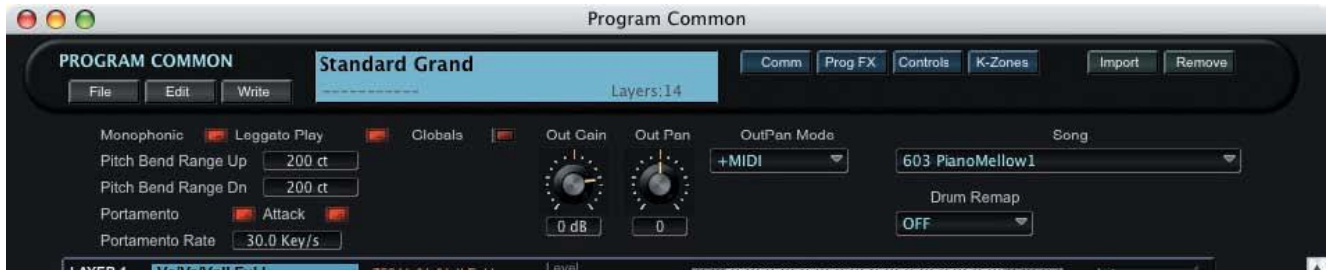 Program Common
PROGRAM COMMON
Standard Grand
Comm Prog FX Controls K-Zones Import Remove
File Edit Write
----------- Layers:14
Monophonic Leggato Play Globals Out Gain Out Pan OutPan Mode Song
Pitch Bend Range Up 200 ct +MIDI 603 PianoMellow1
Pitch Bend Range Dn 200 ct
Drum Remap
Portamento Attack
0 dB 0 OFF
Portamento Rate 30.0 Key/s
LAYER 1 Level